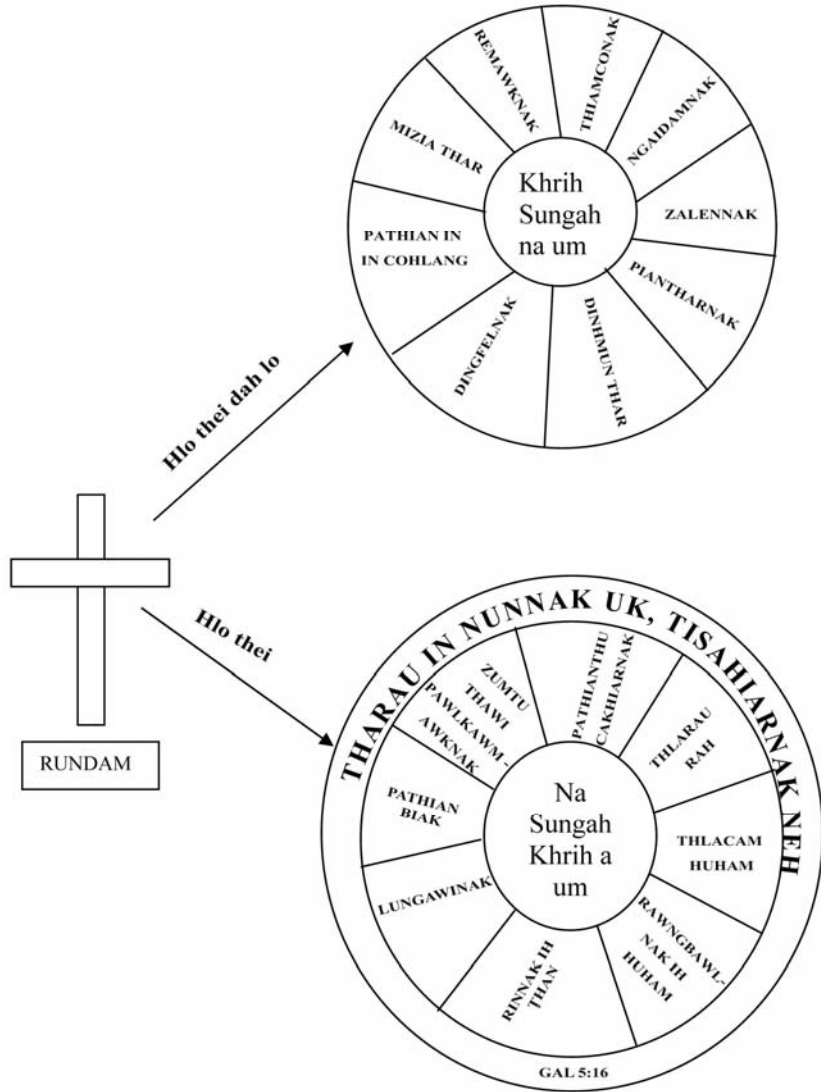 REMAWKNAK
THIAMCONAK
NGAIDAMNAK
ZALENNAK
PIANTHARNAK
DINHMUN THAR
DINGFELNAK
PATHIAN IN
IN COHLANG
MIZIA THAR
Khrih
Sungah
na um
Hlo thei dah lo
Hlo thei
RUNDAM
THARAU IN NUNNAK UK, TISAHIARNAK NEH
ZUMTU
THAWI
PAWLKAWM -
AWKNAK
PATHIANTHU
CAKHIARNAK
THLARAU
RAH
THLACAM
HUHAM
RAWNGBAWL-
NAK IH
HUHAM
RINNAK IH
THAN
LUNGAWINAK
PATHIAN
BIAK
Na
Sungah
Khrih a
um
GAL 5:16